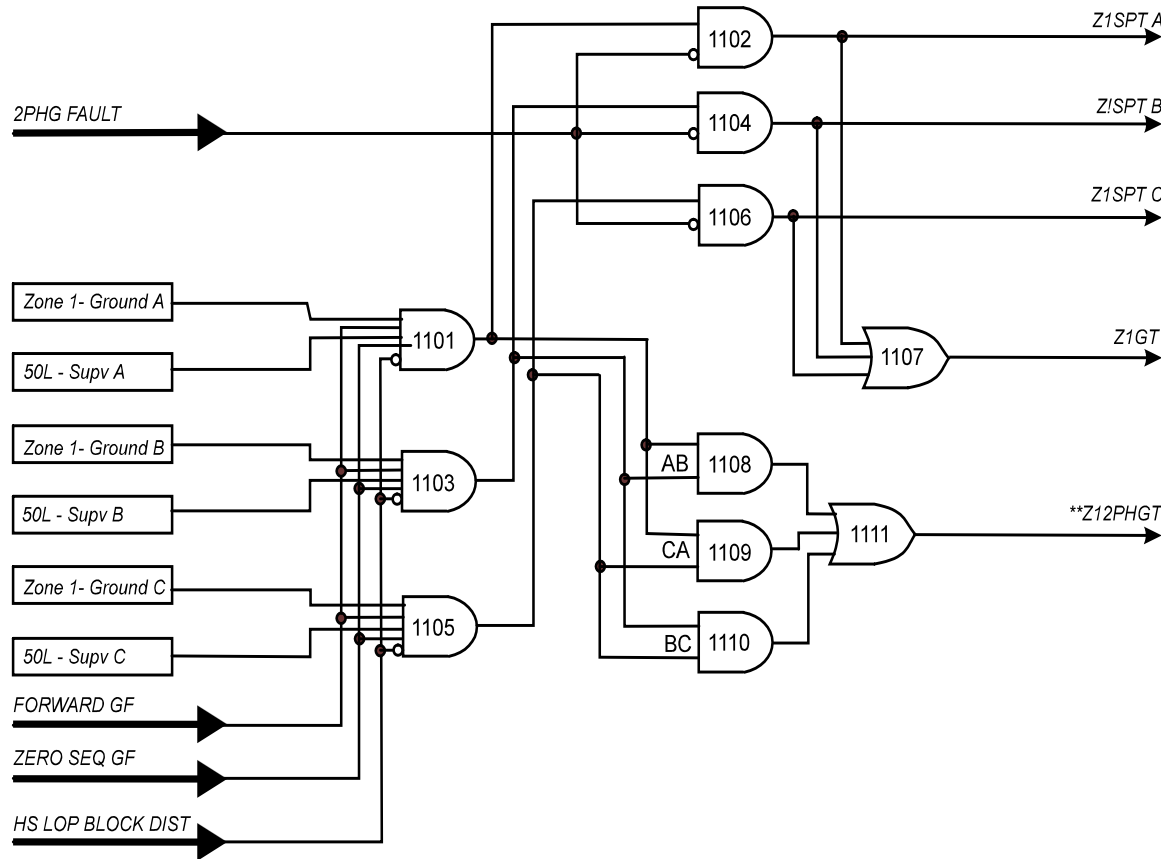 Z1SPT A
1102
2PHG FAULT
Z!SPT B
1104
Z1SPT C
1106
Zone 1- Ground A
1101
Z1GT
1107
50L - Supv A
Zone 1- Ground B
AB
1108
1103
50L - Supv B
**Z12PHGT
1111
CA
1109
Zone 1- Ground C
1105
BC
1110
50L - Supv C
FORWARD GF
ZERO SEQ GF
HS LOP BLOCK DIST